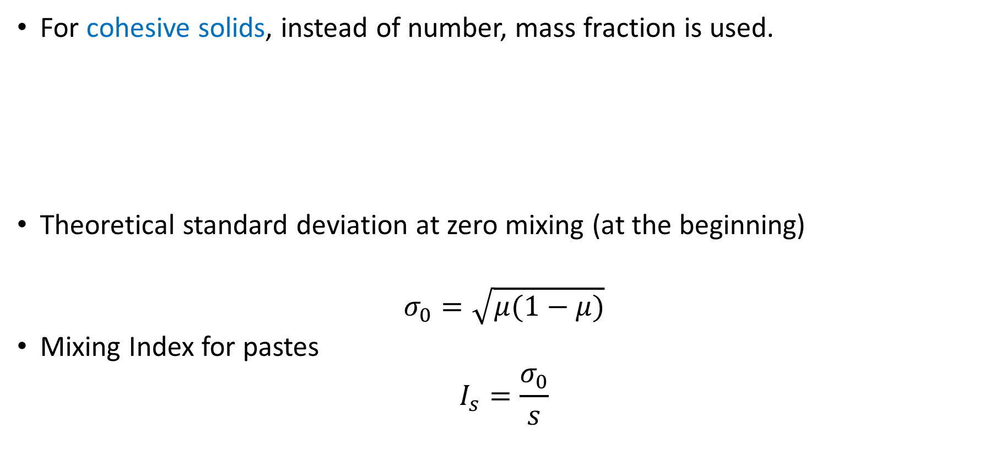 • For cohesive solids, instead of number, mass fraction is used.
• Theoretical standard deviation at zero mixing (at the beginning)
σ₀ = √μ(1 − μ)
• Mixing Index for pastes
Iₛ = σ₀/s